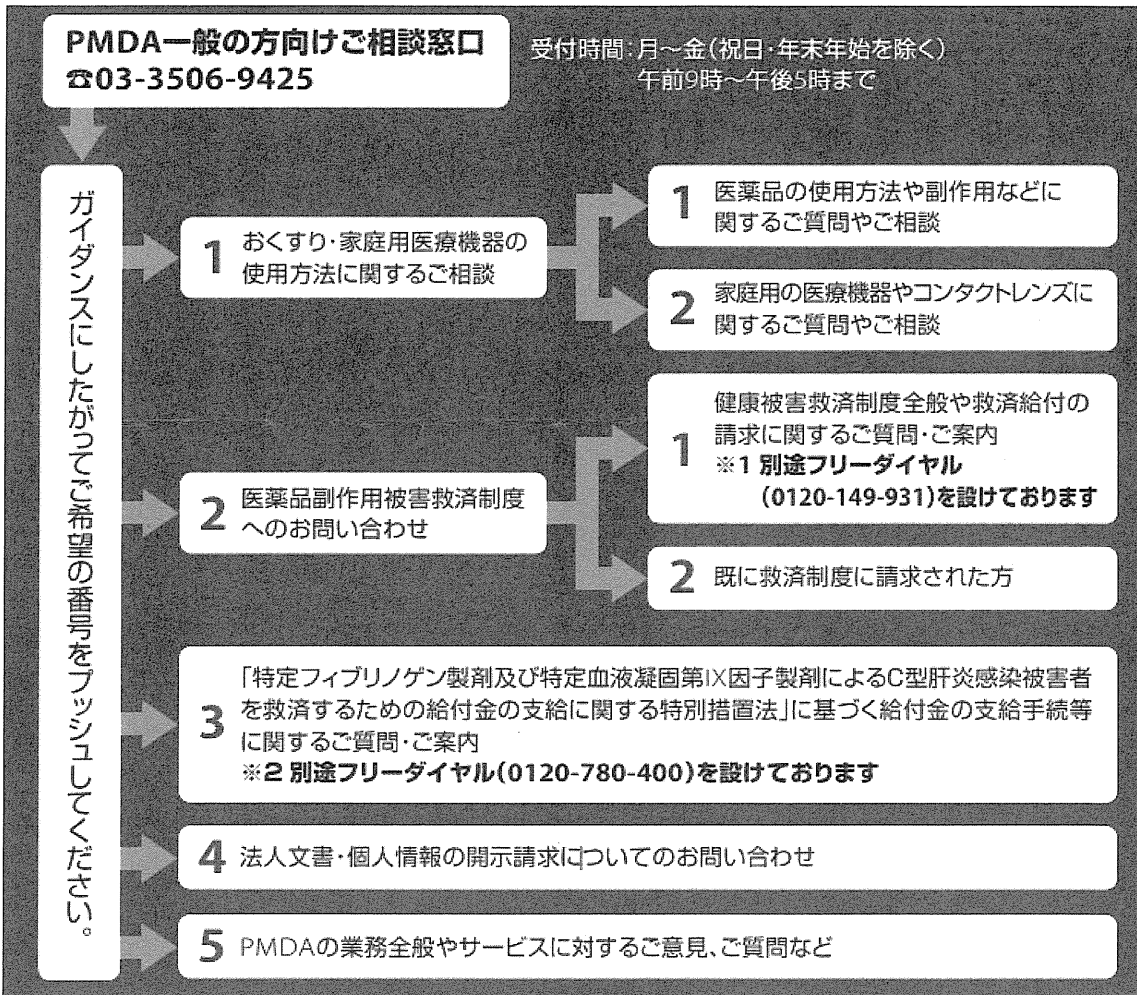 PMDA一般の方向けご相談窓口
☎03-3506-9425
受付時間:月～金(祝日・年末年始を除く)
午前9時～午後5時まで
ガイダンスにしたがってご希望の番号をプッシュしてください。
1 おくすり・家庭用医療機器の
使用方法に関するご相談
1 医薬品の使用方法や副作用などに
関するご質問やご相談
2 家庭用の医療機器やコンタクトレンズに
関するご質問やご相談
2 医薬品副作用被害救済制度
へのお問い合わせ
1 健康被害救済制度全般や救済給付の
請求に関するご質問・ご案内
※1 別途フリーダイヤル
(0120-149-931)を設けております
2 既に救済制度に請求された方
3 「特定フィブリノゲン製剤及び特定血液凝固第Ⅸ因子製剤によるC型肝炎感染被害者
を救済するための給付金の支給に関する特別措置法」に基づく給付金の支給手続等
に関するご質問・ご案内
※2 別途フリーダイヤル(0120-780-400)を設けております
4 法人文書・個人情報の開示請求についてのお問い合わせ
5 PMDAの業務全般やサービスに対するご意見、ご質問など